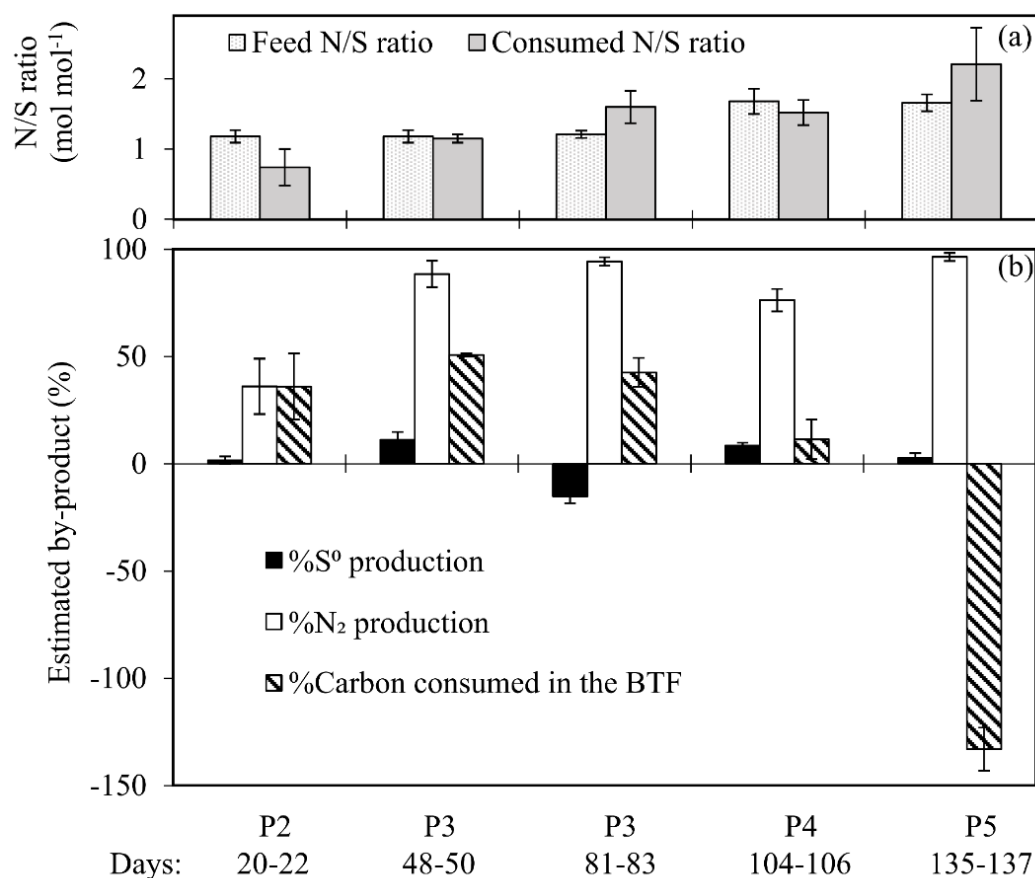 (a)
Feed N/S ratio Consumed N/S ratio
N/S ratio
(mol mol⁻¹)
2
1
0
(b)
Estimated by-product (%)
100
50
0
-50
-100
-150
%S⁰ production
%N₂ production
%Carbon consumed in the BTF
P2 P3 P3 P4 P5
Days: 20-22 48-50 81-83 104-106 135-137